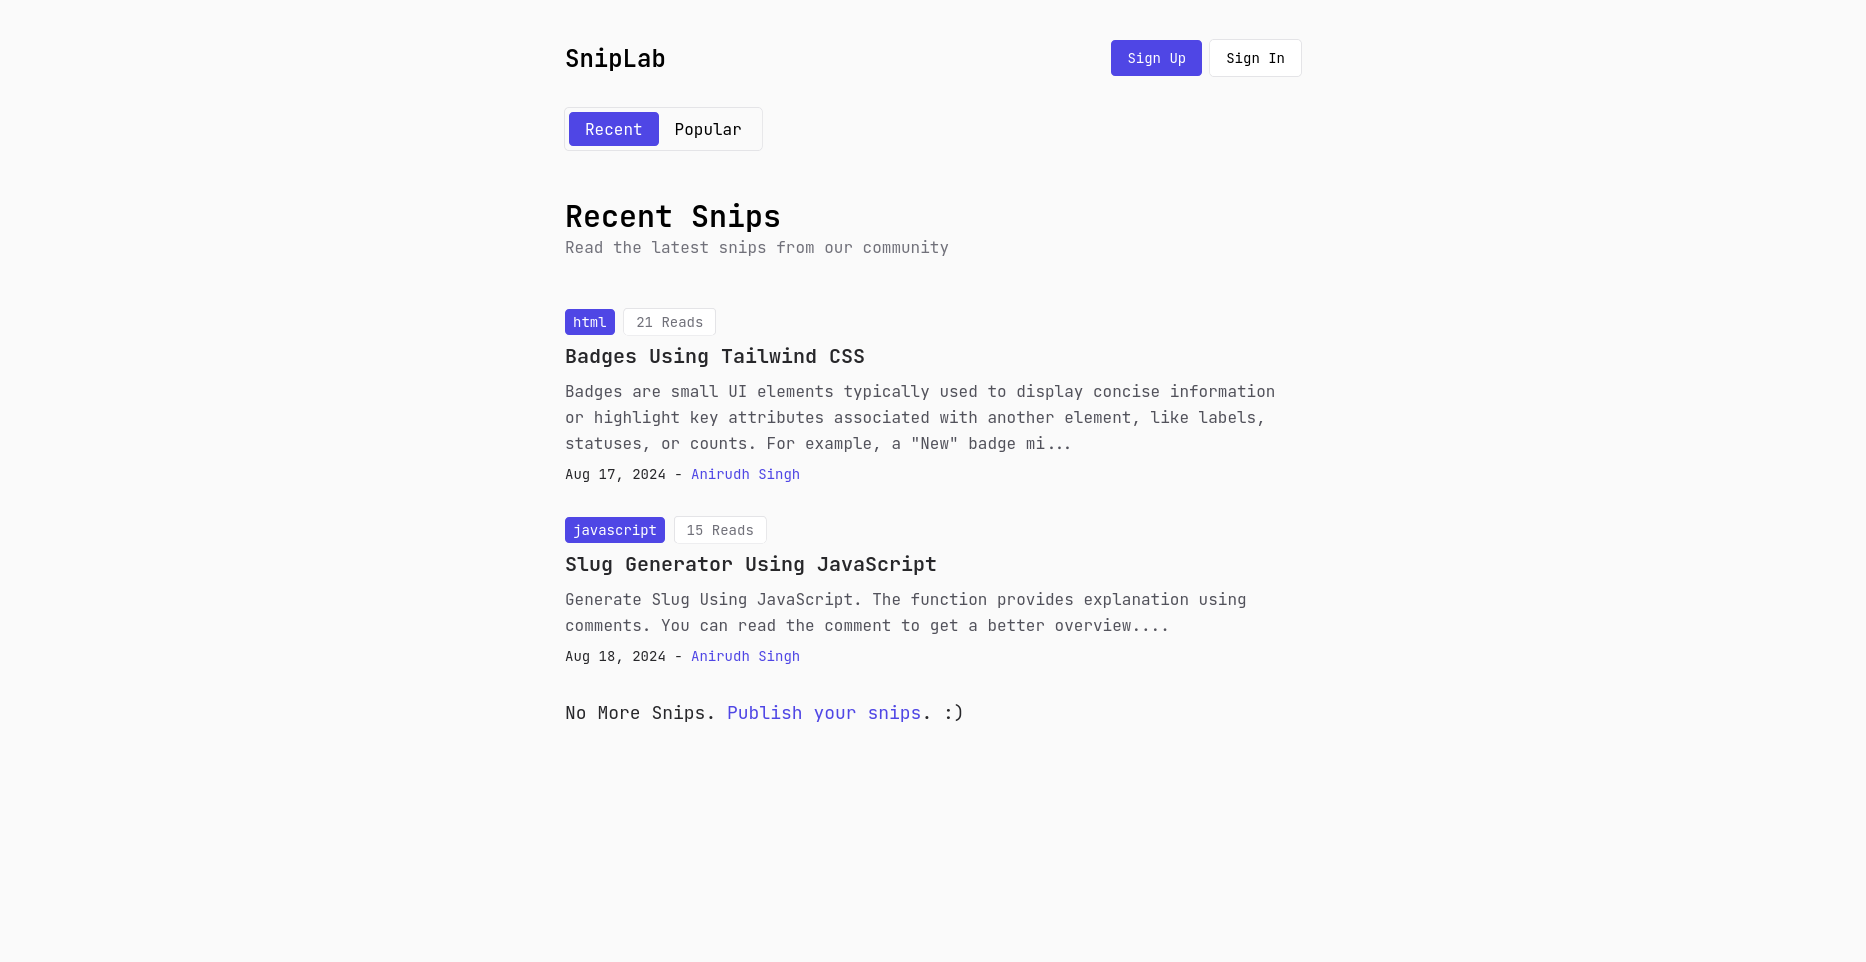 SnipLab
Sign Up
Sign In
Recent
Popular
Recent Snips
Read the latest snips from our community
html
21 Reads
Badges Using Tailwind CSS
Badges are small UI elements typically used to display concise information
or highlight key attributes associated with another element, like labels,
statuses, or counts. For example, a "New" badge mi...
Aug 17, 2024 - Anirudh Singh
javascript
15 Reads
Slug Generator Using JavaScript
Generate Slug Using JavaScript. The function provides explanation using
comments. You can read the comment to get a better overview....
Aug 18, 2024 - Anirudh Singh
No More Snips. Publish your snips. :)